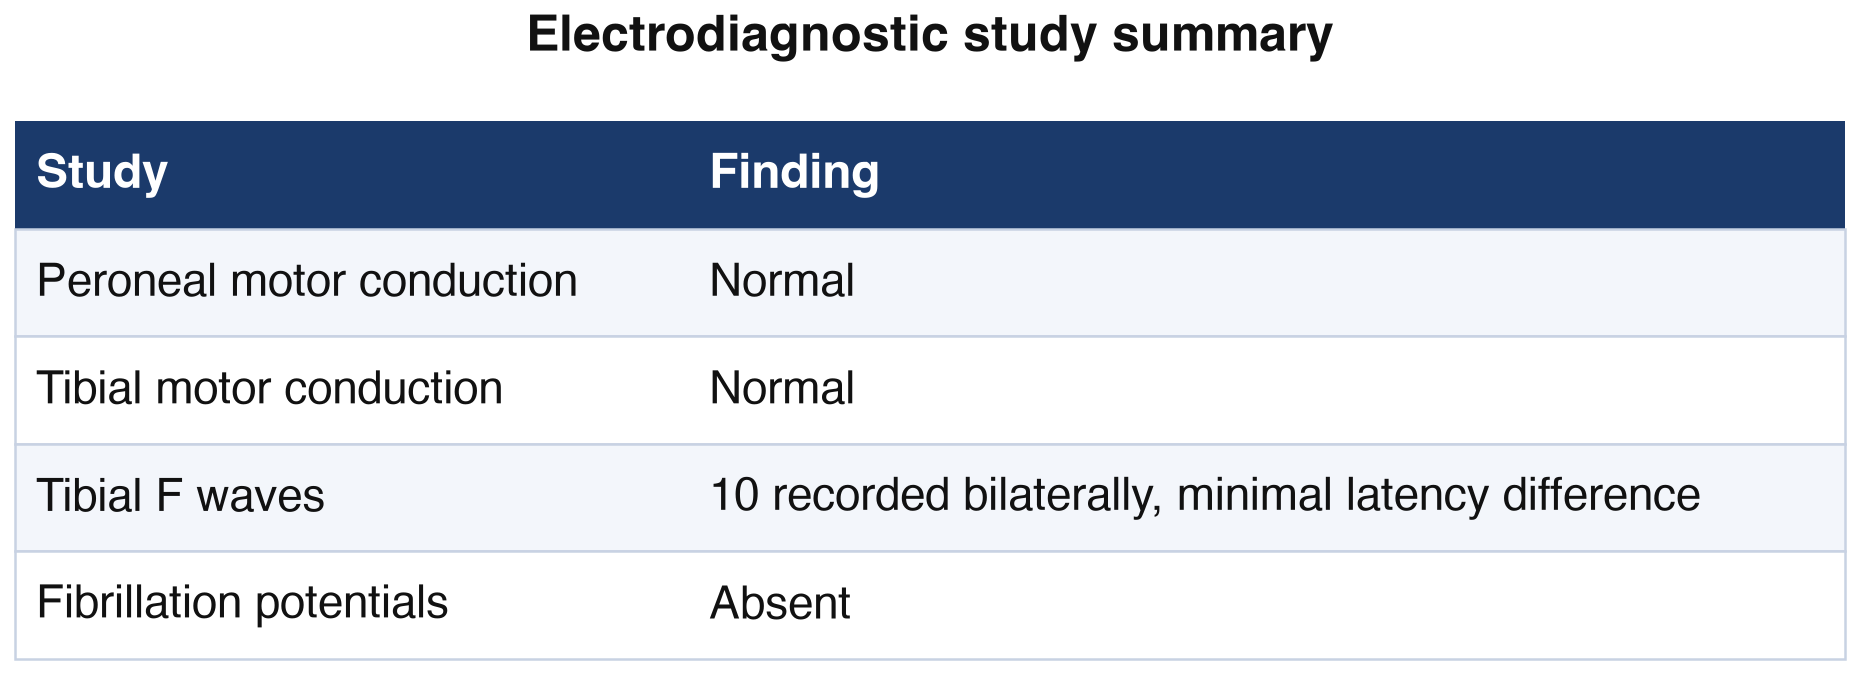 Electrodiagnostic study summary
Study Finding
Peroneal motor conduction Normal
Tibial motor conduction Normal
Tibial F waves 10 recorded bilaterally, minimal latency difference
Fibrillation potentials Absent